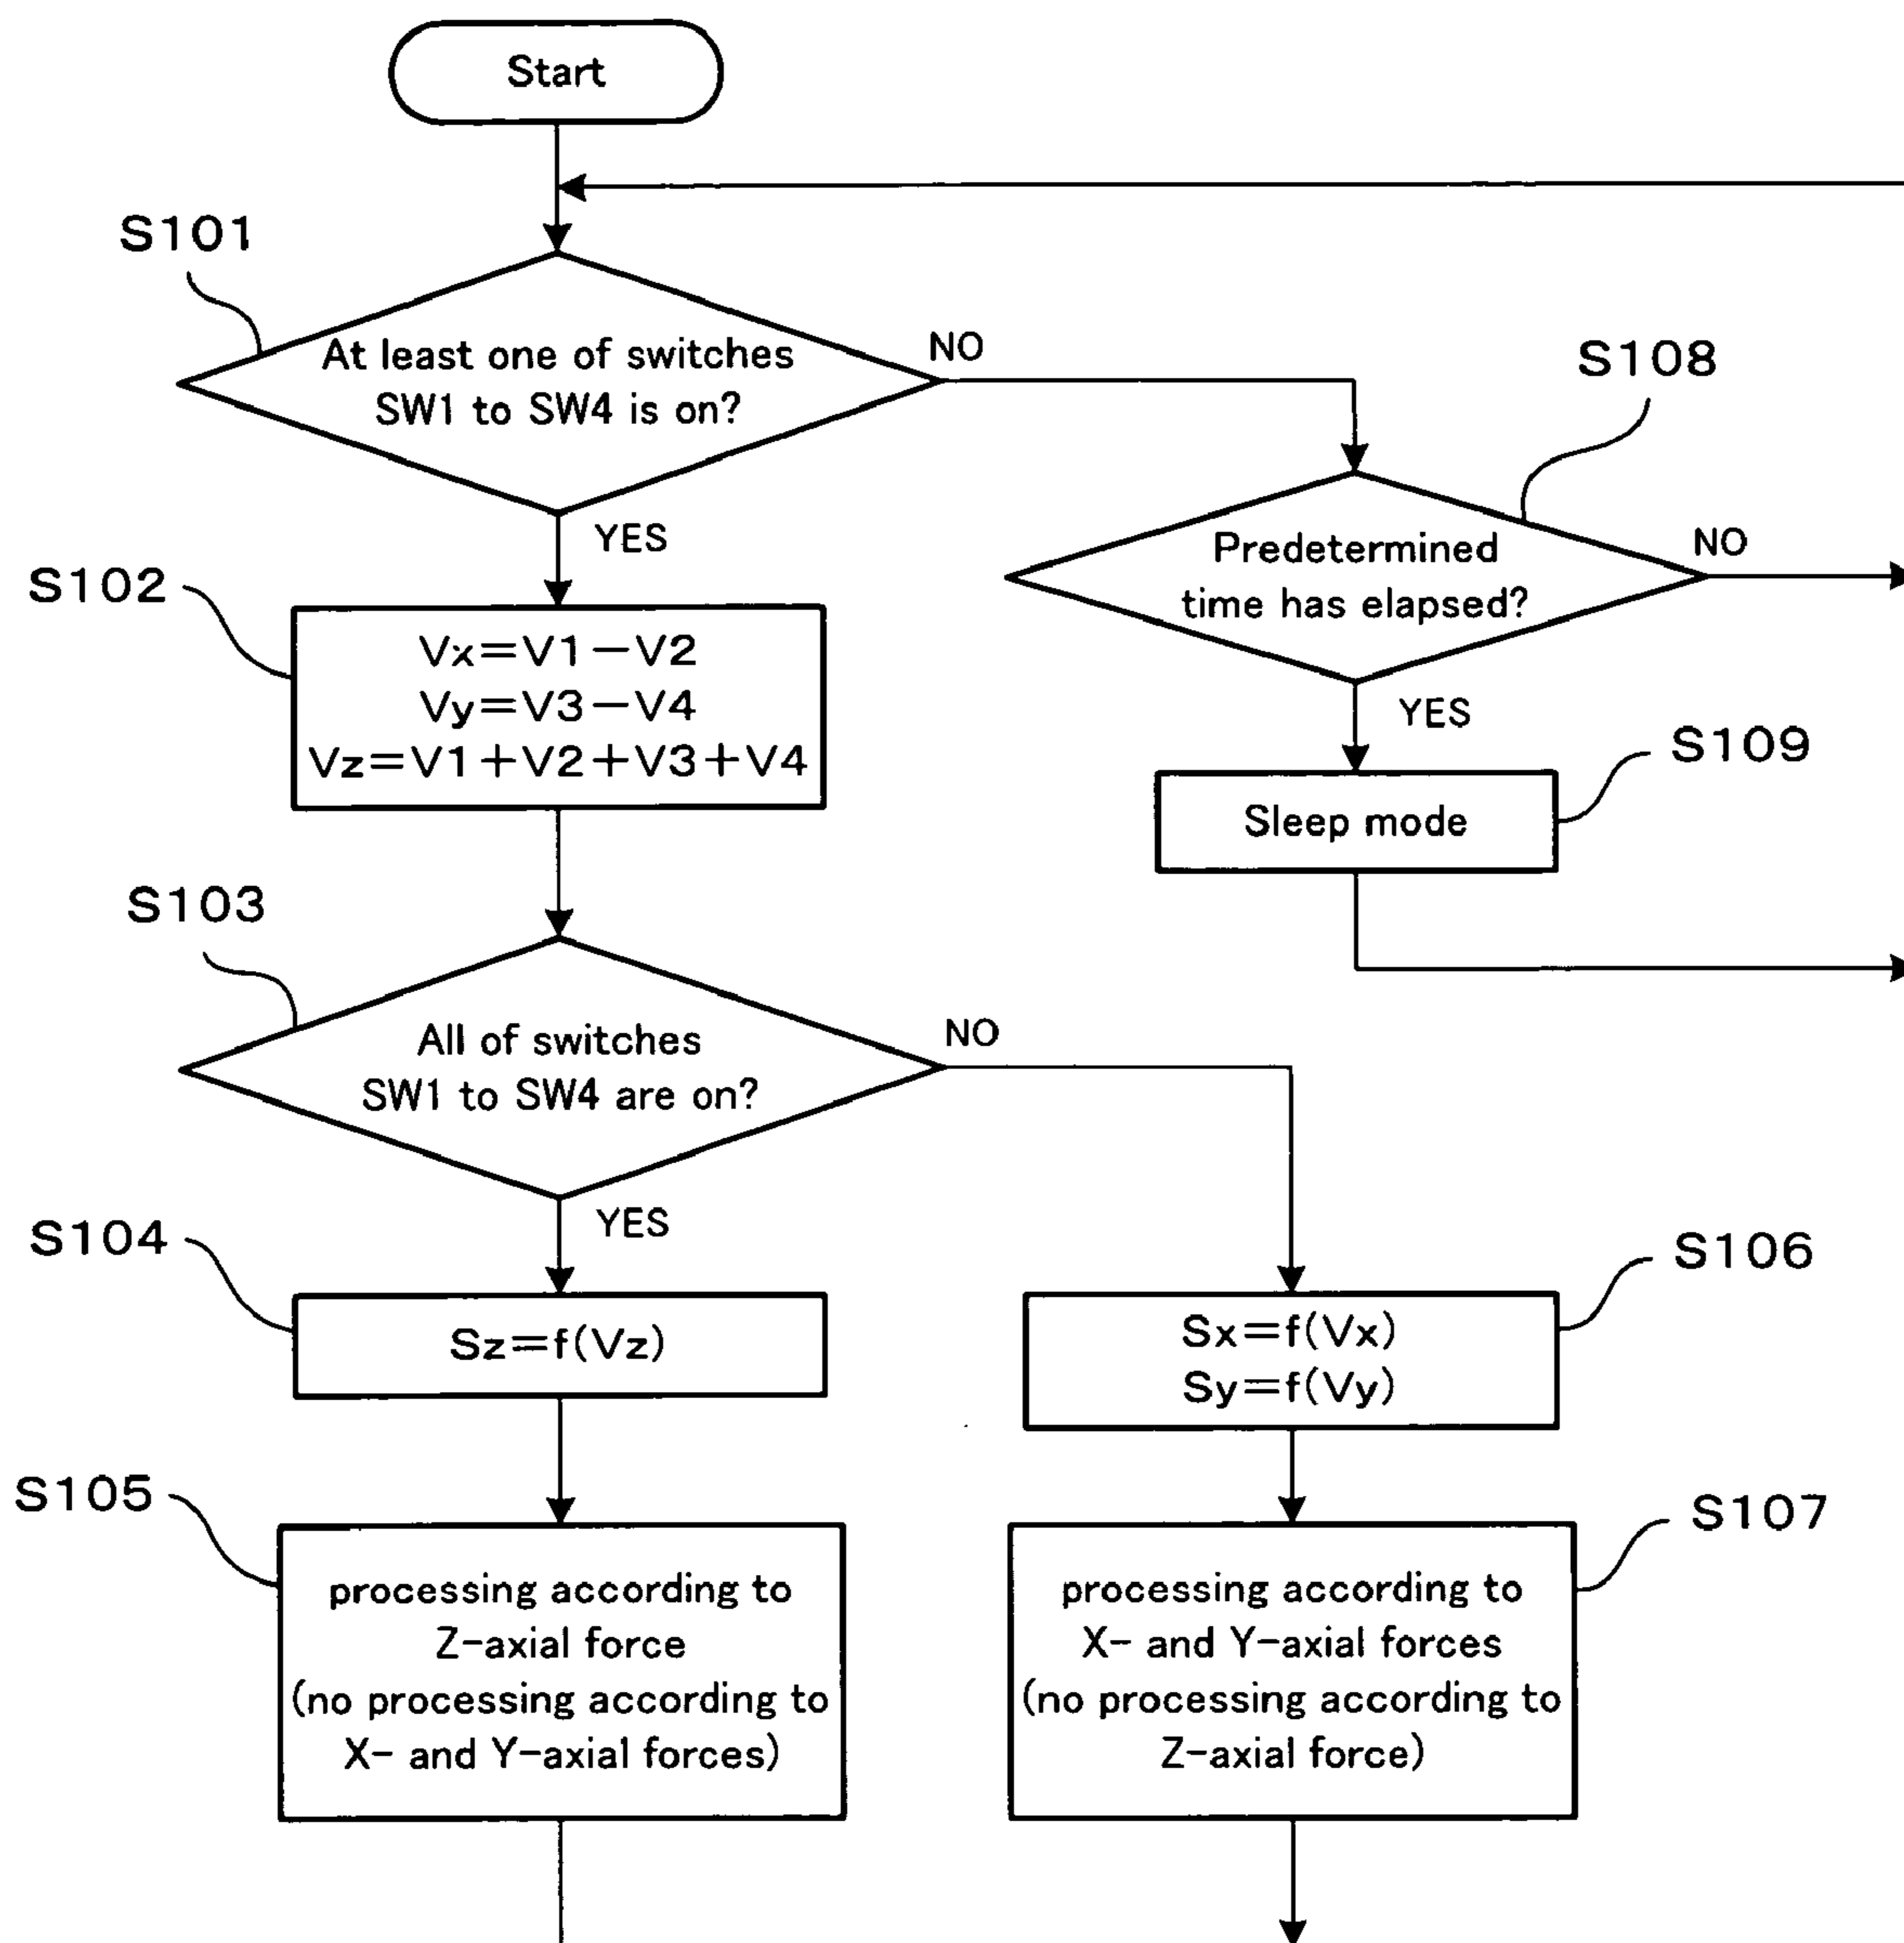 Start
S101
At least one of switches
SW1 to SW4 is on?
NO
YES
S108
Predetermined
time has elapsed?
NO
YES
S102
Vx=V1-V2
Vy=V3-V4
Vz=V1+V2+V3+V4
S109
Sleep mode
S103
All of switches
SW1 to SW4 are on?
NO
YES
S104
Sz=f(Vz)
S106
Sx=f(Vx)
Sy=f(Vy)
S105
processing according to
Z-axial force
(no processing according to
X- and Y-axial forces)
S107
processing according to
X- and Y-axial forces
(no processing according to
Z-axial force)